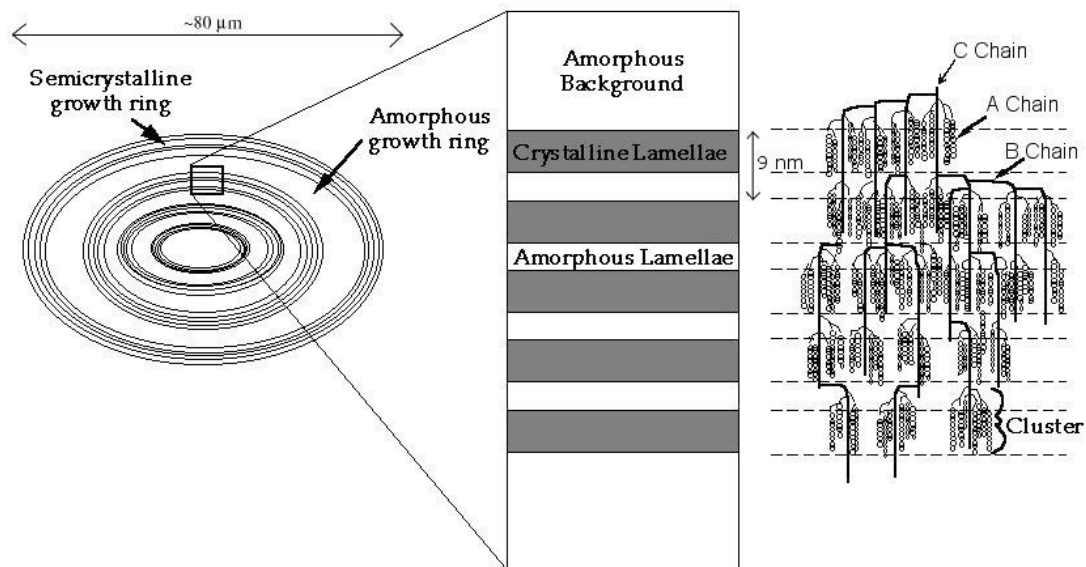 ~80 µm
Semicrystalline
growth ring
Amorphous
growth ring
Amorphous
Background
Crystalline Lamellae
Amorphous Lamellae
9 nm
C Chain
A Chain
B Chain
Cluster